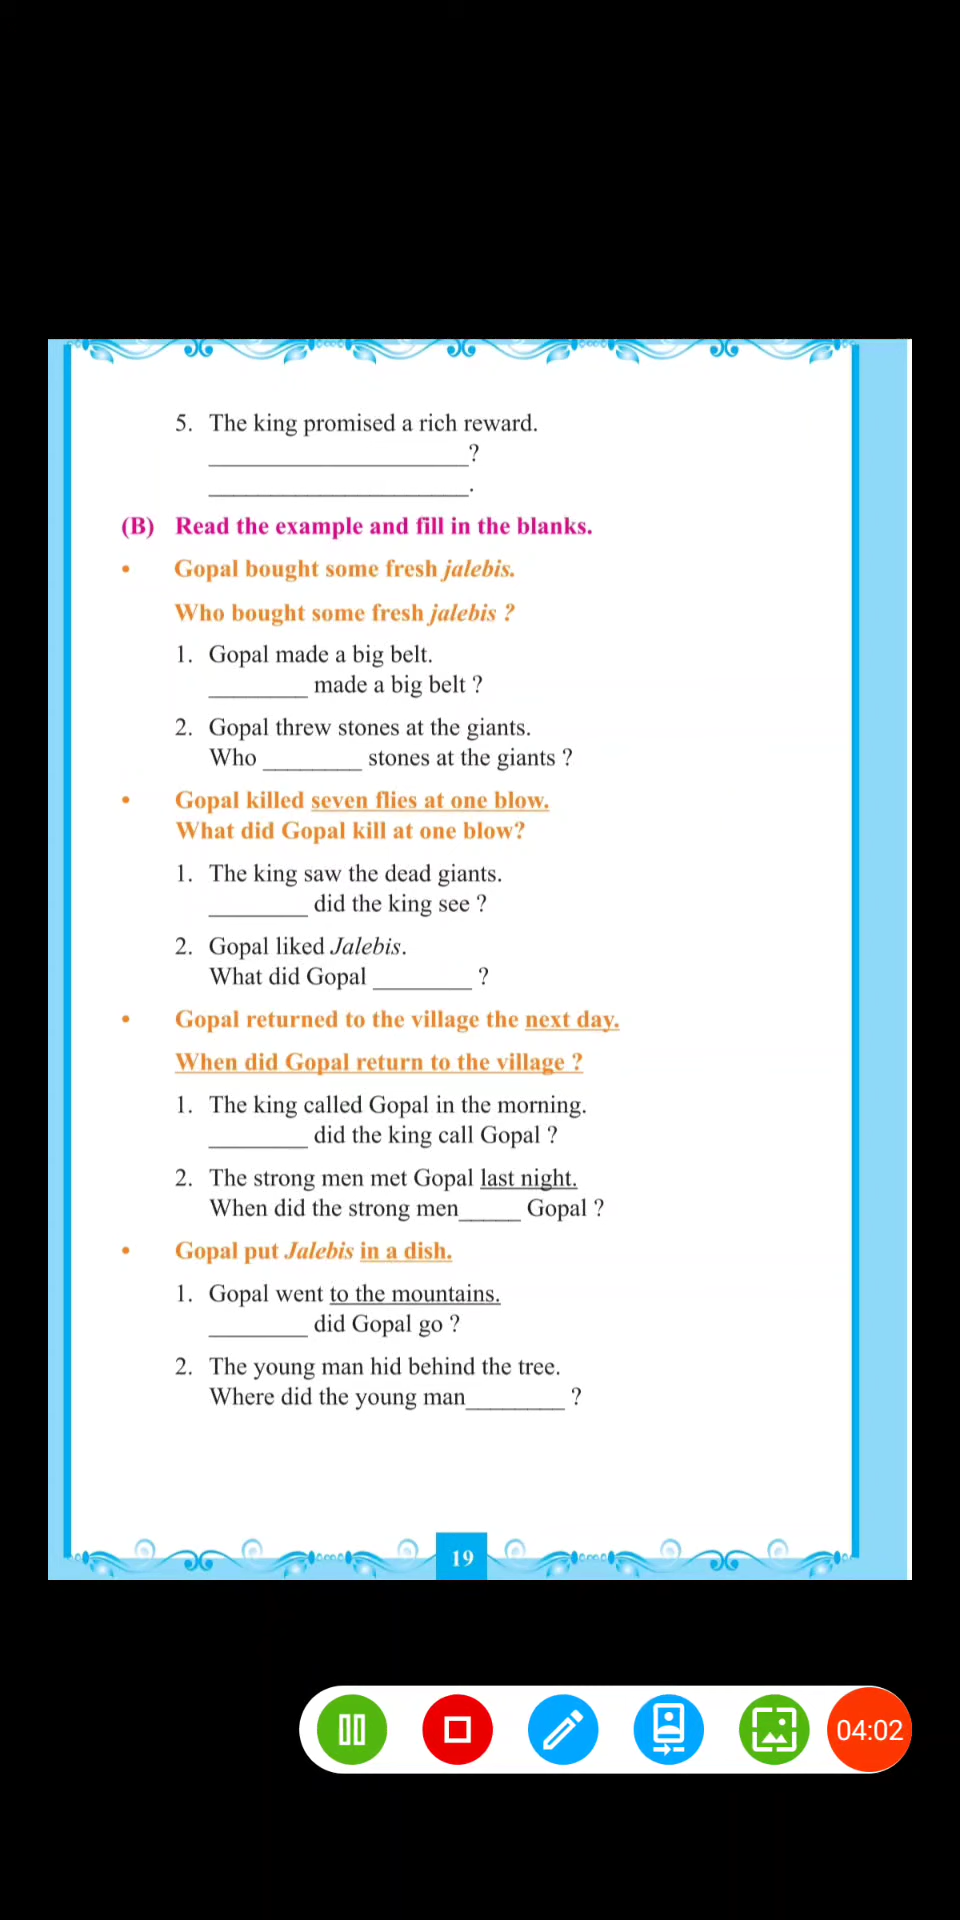 5. The king promised a rich reward.
____________________?
____________________.
(B) Read the example and fill in the blanks.
• Gopal bought some fresh jalebis.
Who bought some fresh jalebis ?
1. Gopal made a big belt.
________ made a big belt ?
2. Gopal threw stones at the giants.
Who ________ stones at the giants ?
• Gopal killed seven flies at one blow.
What did Gopal kill at one blow?
1. The king saw the dead giants.
________ did the king see ?
2. Gopal liked Jalebis.
What did Gopal ________ ?
• Gopal returned to the village the next day.
When did Gopal return to the village ?
1. The king called Gopal in the morning.
________ did the king call Gopal ?
2. The strong men met Gopal last night.
When did the strong men_____ Gopal ?
• Gopal put Jalebis in a dish.
1. Gopal went to the mountains.
________ did Gopal go ?
2. The young man hid behind the tree.
Where did the young man________ ?
19
04:02